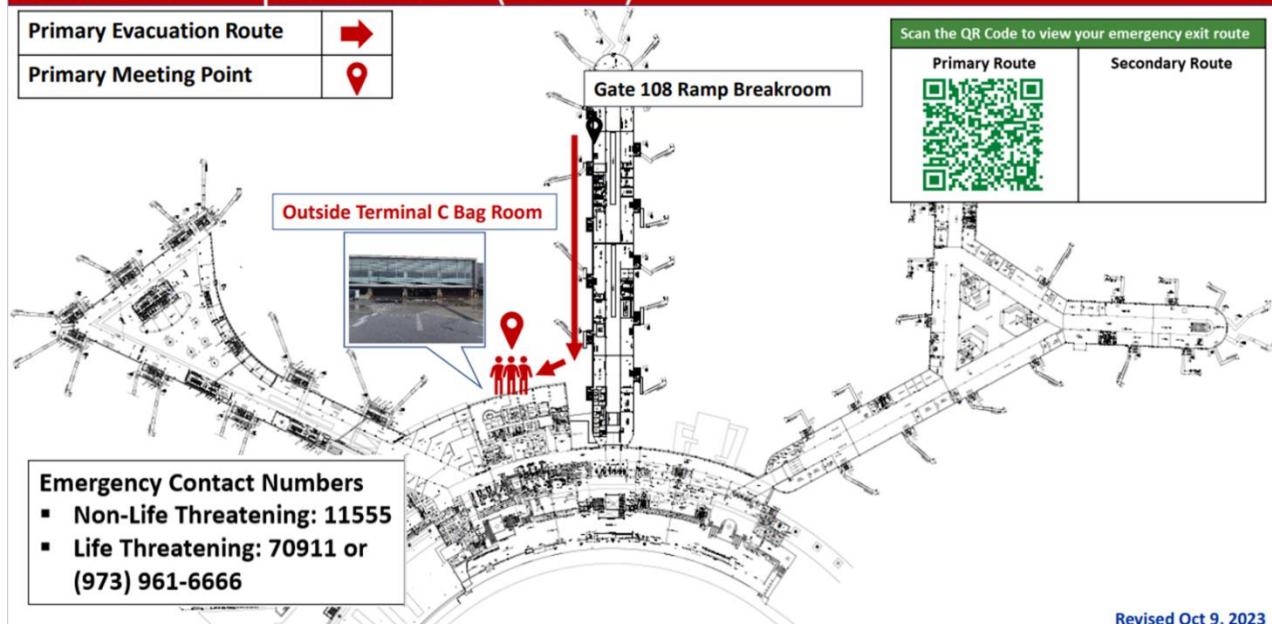 Primary Evacuation Route
Primary Meeting Point
Scan the QR Code to view your emergency exit route
Primary Route
Secondary Route
Gate 108 Ramp Breakroom
Outside Terminal C Bag Room
Emergency Contact Numbers
▪ Non-Life Threatening: 11555
▪ Life Threatening: 70911 or
(973) 961-6666
Revised Oct 9, 2023